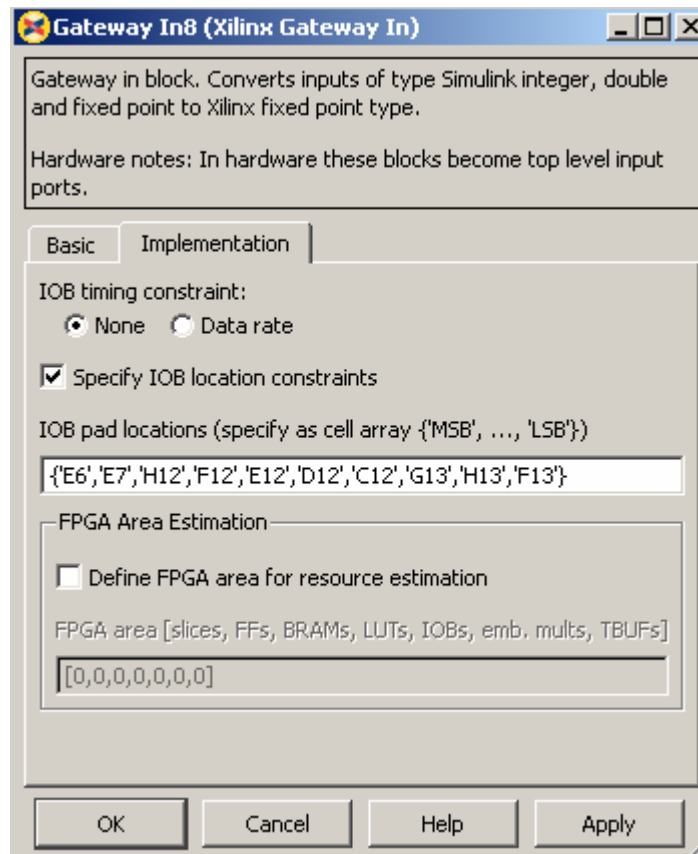 Gateway In8 (Xilinx Gateway In)
Gateway in block. Converts inputs of type Simulink integer, double
and fixed point to Xilinx fixed point type.
Hardware notes: In hardware these blocks become top level input
ports.
Basic Implementation
IOB timing constraint:
None Data rate
Specify IOB location constraints
IOB pad locations (specify as cell array {'MSB', ..., 'LSB'})
{'E6','E7','H12','F12','E12','D12','C12','G13','H13','F13'}
FPGA Area Estimation
Define FPGA area for resource estimation
FPGA area [slices, FFs, BRAMs, LUTs, IOBs, emb. mults, TBUFs]
[0,0,0,0,0,0,0]
OK Cancel Help Apply